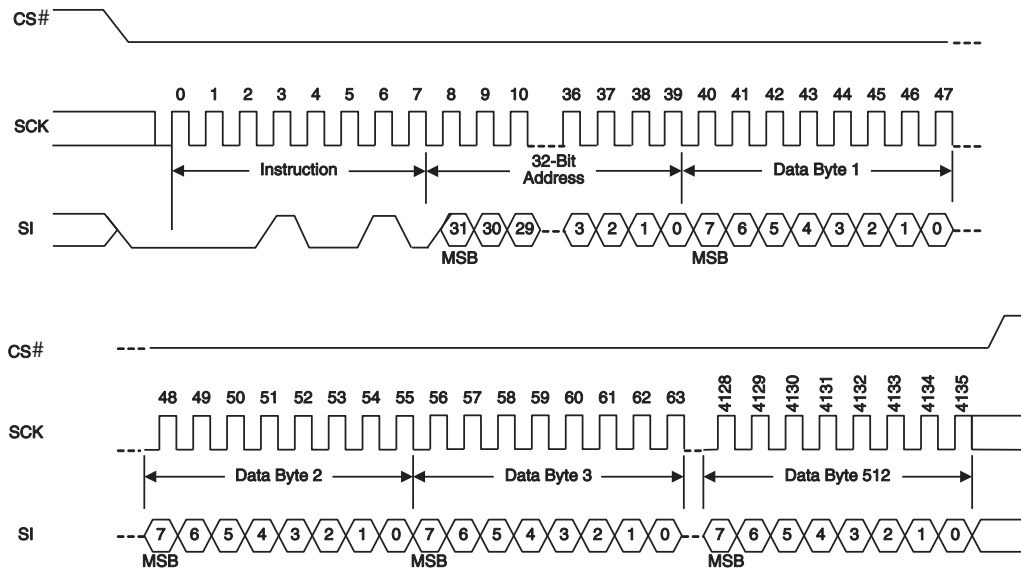 CS#
0 1 2 3 4 5 6 7 8 9 10 36 37 38 39 40 41 42 43 44 45 46 47
SCK
Instruction 32-Bit Address Data Byte 1
SI 31 30 29 3 2 1 0 7 6 5 4 3 2 1 0
MSB MSB
CS#
48 49 50 51 52 53 54 55 56 57 58 59 60 61 62 63 4128 4129 4130 4131 4132 4133 4134 4135
SCK
Data Byte 2 Data Byte 3 Data Byte 512
SI 7 6 5 4 3 2 1 0 7 6 5 4 3 2 1 0 7 6 5 4 3 2 1 0
MSB MSB MSB